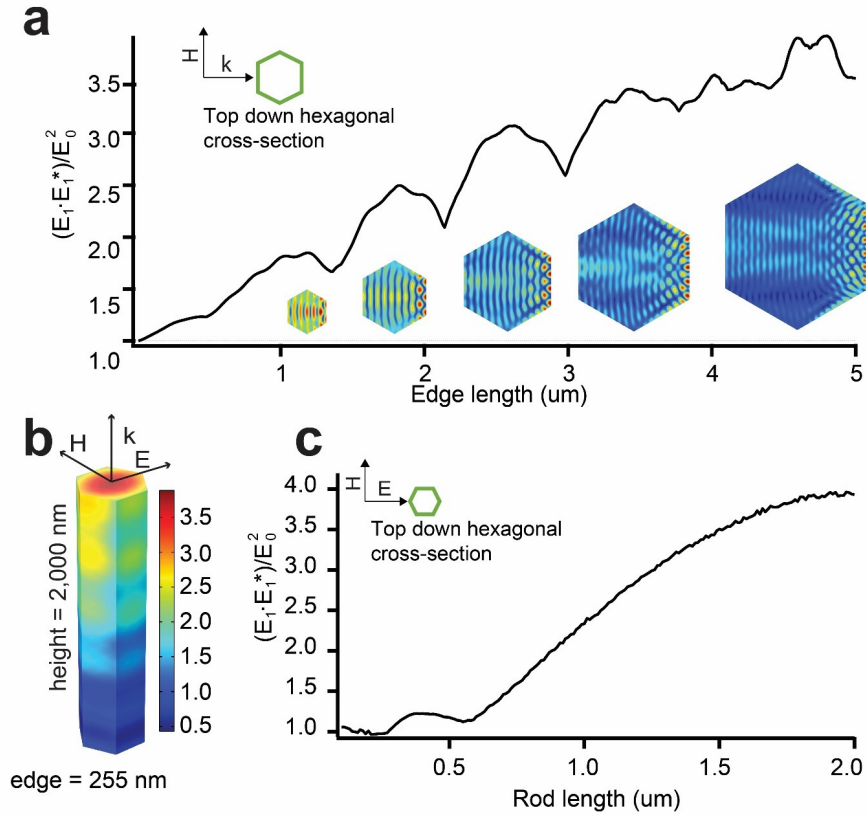 a
H
k
Top down hexagonal
cross-section
(E₁·E₁*)/E₀²
3.5
3.0
2.5
2.0
1.5
1.0
1
2
3
4
5
Edge length (um)
b
H
k
E
height = 2,000 nm
3.5
3.0
2.5
2.0
1.5
1.0
0.5
edge = 255 nm
c
H
E
Top down hexagonal
cross-section
(E₁·E₁*)/E₀²
4.0
3.5
3.0
2.5
2.0
1.5
1.0
0.5
1.0
1.5
2.0
Rod length (um)